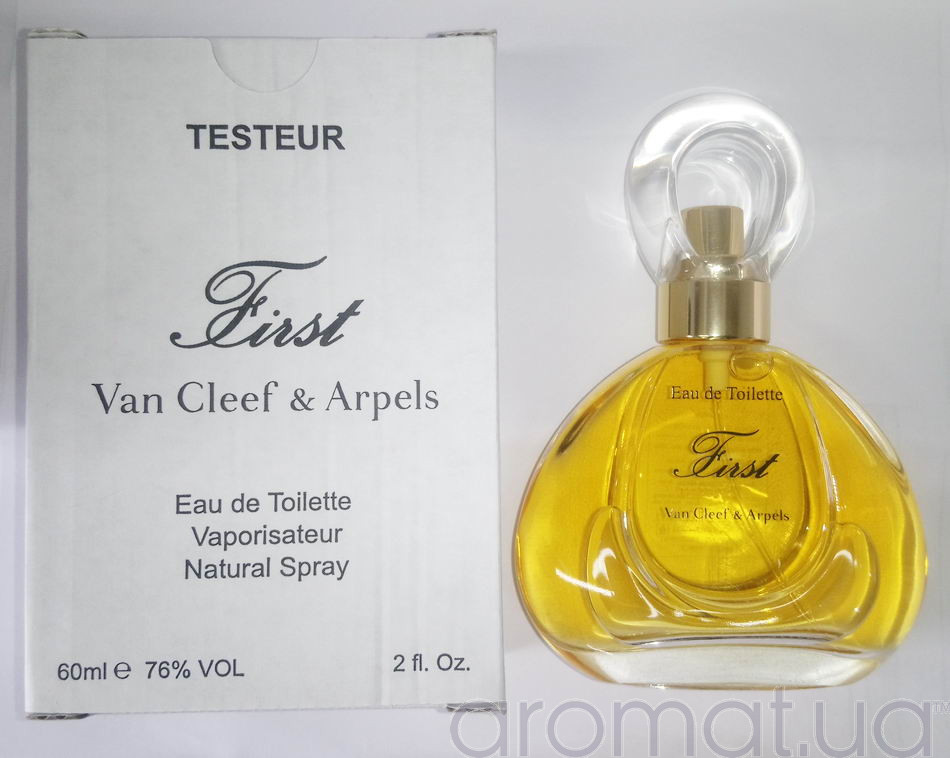 TESTEUR
First
Van Cleef & Arpels
Eau de Toilette
Vaporisateur
Natural Spray
60ml ℮ 76% VOL
2 fl. Oz.
Eau de Toilette
First
Van Cleef & Arpels
aromat.ua™